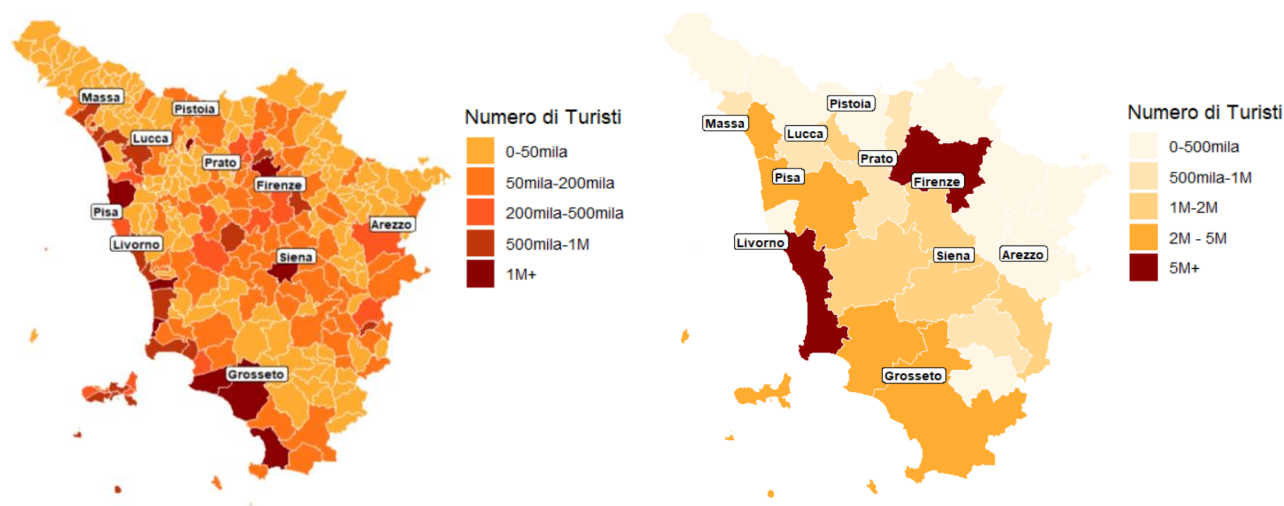 Massa
Pistoia
Lucca
Prato
Firenze
Pisa
Arezzo
Livorno
Siena
Grosseto
Numero di Turisti
0-50mila
50mila-200mila
200mila-500mila
500mila-1M
1M+
Pistoia
Massa
Lucca
Prato
Pisa
Firenze
Livorno
Siena
Arezzo
Grosseto
Numero di Turisti
0-500mila
500mila-1M
1M-2M
2M - 5M
5M+